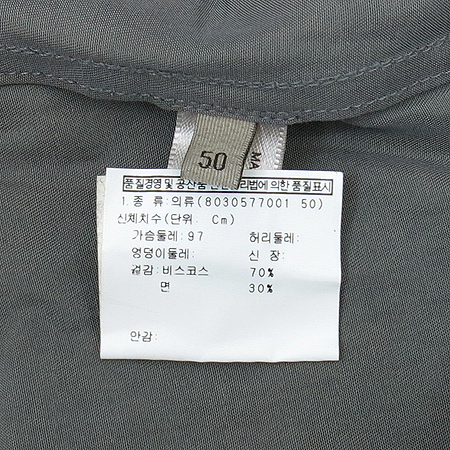 50
MA
품질경영 및 공산품안전관리법에 의한 품질표시
1.종 류:의류(8030577001 50)
신체치수(단위: Cm)
가슴둘레:97 허리둘레:
엉덩이둘레: 신 장:
겉감:비스코스 70%
면 30%
안감: